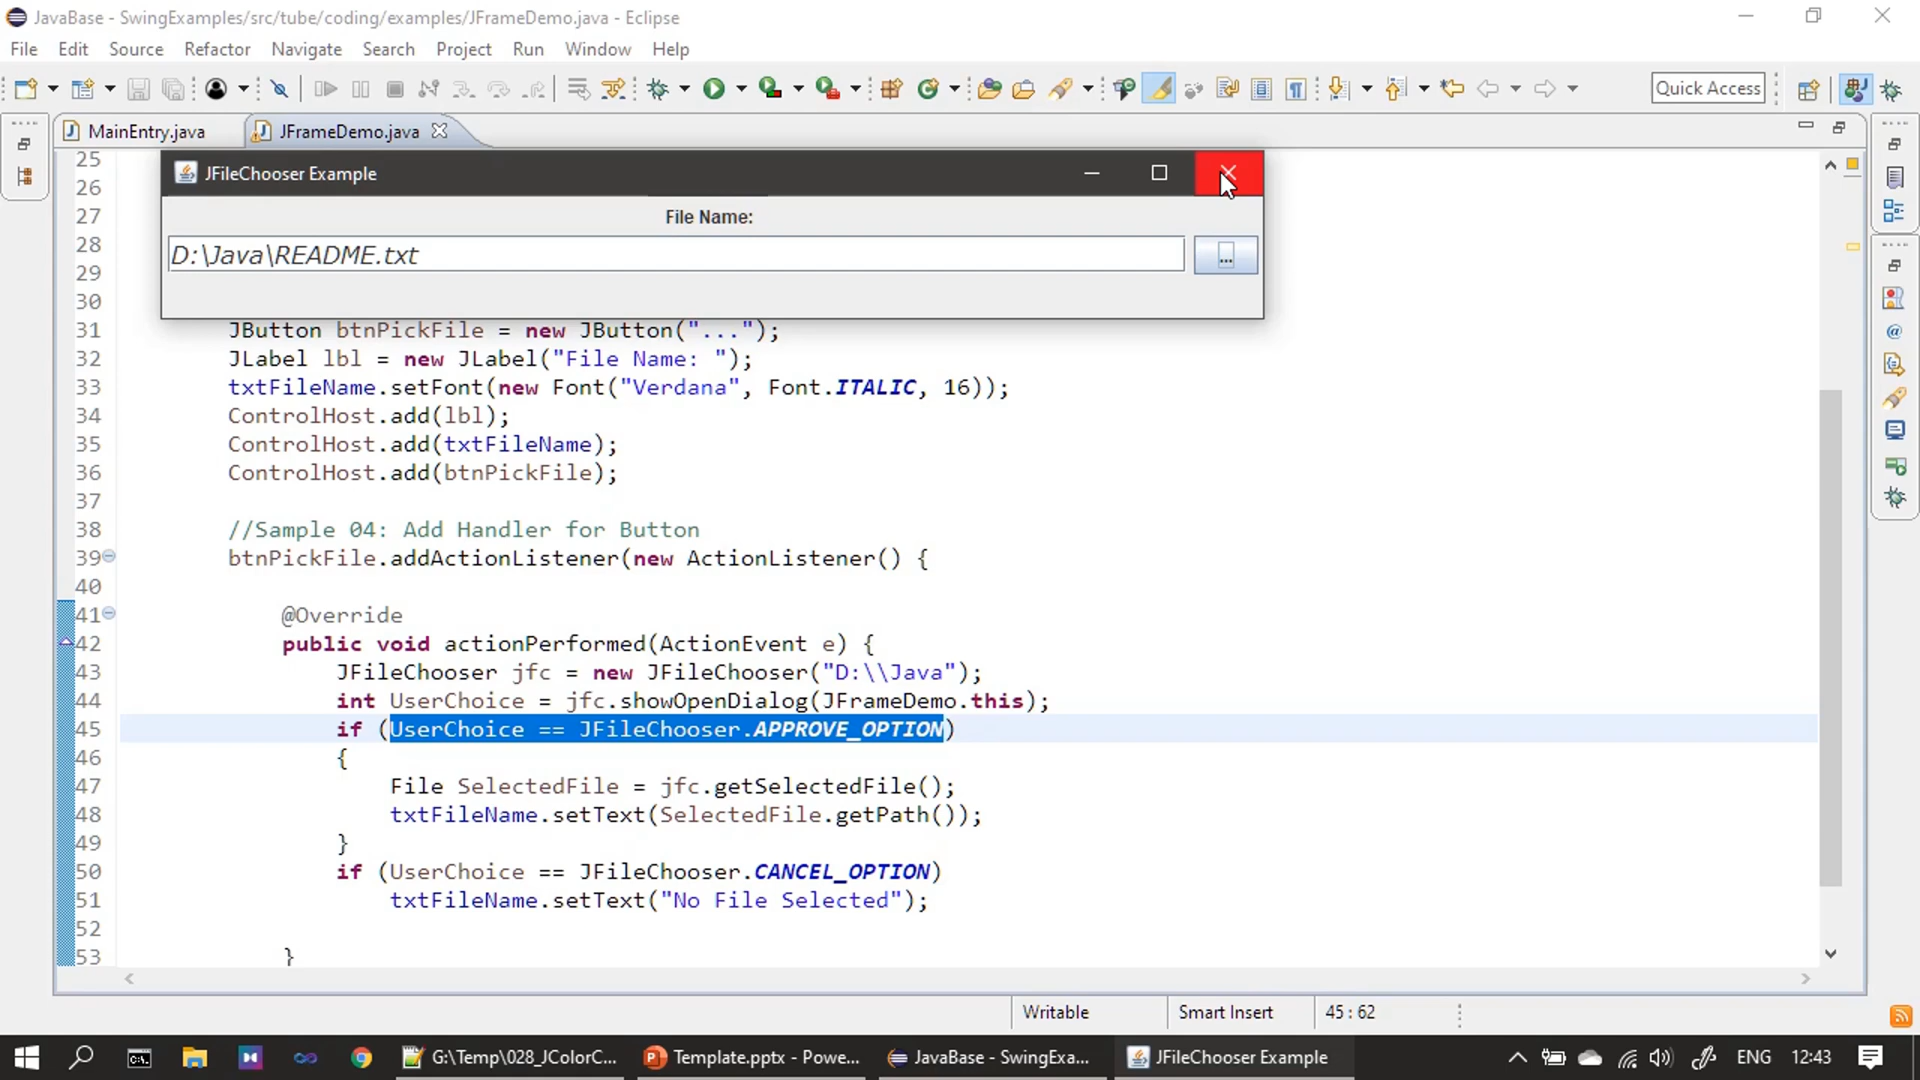 JavaBase - SwingExamples/src/tube/coding/examples/JFrameDemo.java - Eclipse
File Edit Source Refactor Navigate Search Project Run Window Help
Quick Access
MainEntry.java JFrameDemo.java
JFileChooser Example
File Name:
D:\Java\README.txt
...
25
26
27
28
29
30
31 JButton btnPickFile = new JButton("...");
32 JLabel lbl = new JLabel("File Name: ");
33 txtFileName.setFont(new Font("Verdana", Font.ITALIC, 16));
34 ControlHost.add(lbl);
35 ControlHost.add(txtFileName);
36 ControlHost.add(btnPickFile);
37
38 //Sample 04: Add Handler for Button
39 btnPickFile.addActionListener(new ActionListener() {
40
41 @Override
42 public void actionPerformed(ActionEvent e) {
43 JFileChooser jfc = new JFileChooser("D:\\Java");
44 int UserChoice = jfc.showOpenDialog(JFrameDemo.this);
45 if (UserChoice == JFileChooser.APPROVE_OPTION)
46 {
47 File SelectedFile = jfc.getSelectedFile();
48 txtFileName.setText(SelectedFile.getPath());
49 }
50 if (UserChoice == JFileChooser.CANCEL_OPTION)
51 txtFileName.setText("No File Selected");
52
53 }
Writable Smart Insert 45 : 62
G:\Temp\028_JColorC... Template.pptx - Powe... JavaBase - SwingExa... JFileChooser Example ENG 12:43